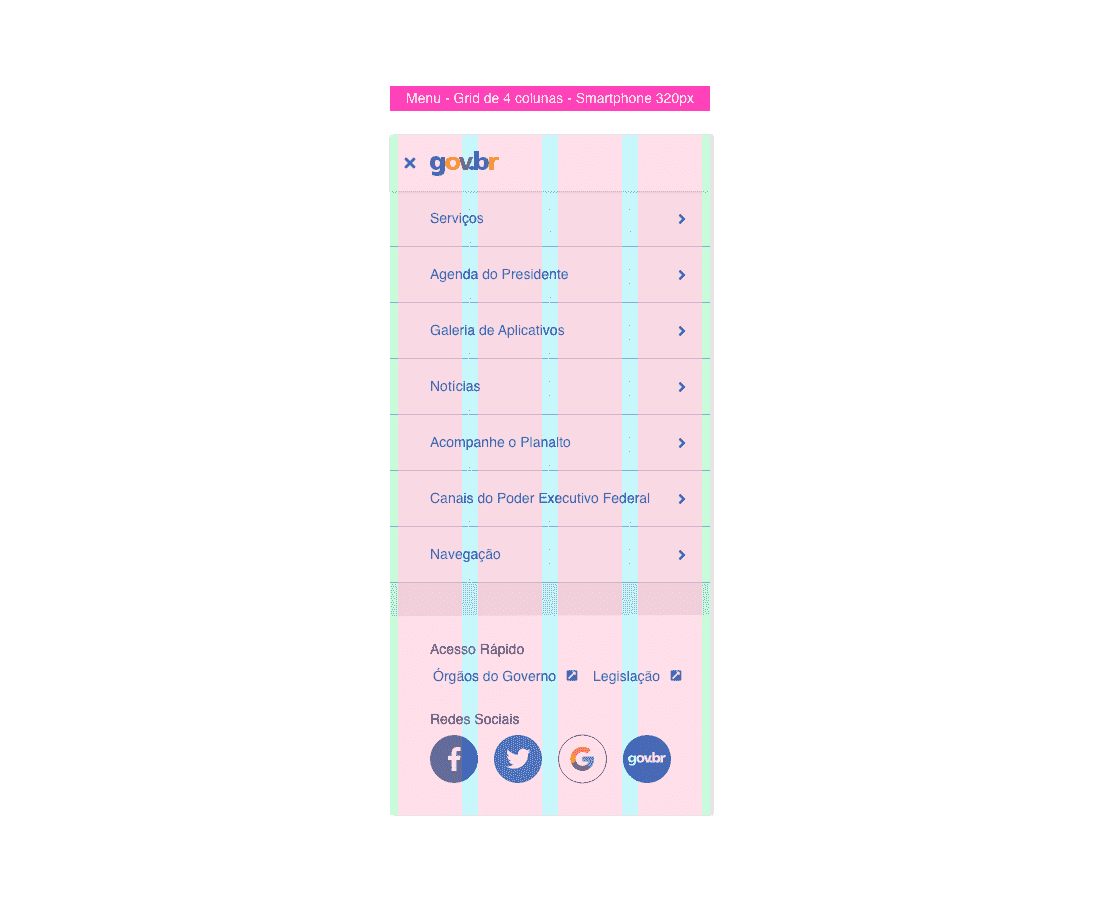 Menu - Grid de 4 colunas - Smartphone 320px
gov.br
Serviços
Agenda do Presidente
Galeria de Aplicativos
Notícias
Acompanhe o Planalto
Canais do Poder Executivo Federal
Navegação
Acesso Rápido
Órgãos do Governo Legislação
Redes Sociais
f G gov.br